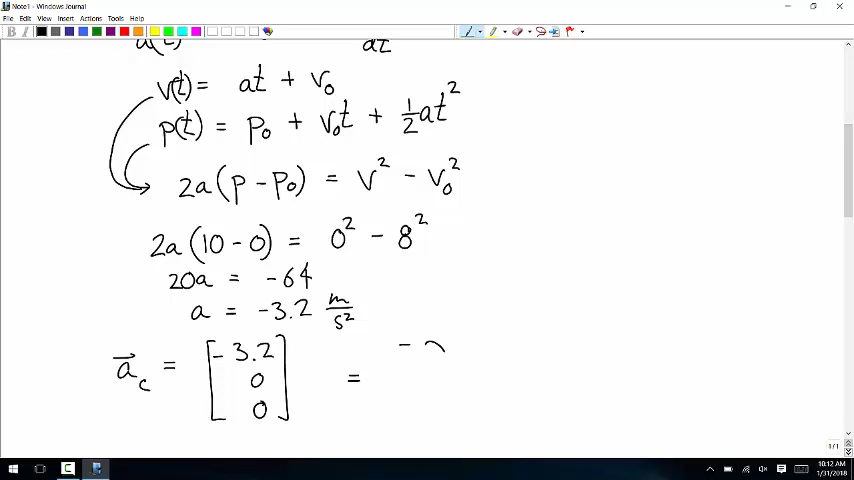 Note1 - Windows Journal
File Edit View Insert Actions Tools Help
B I
a(t) dt
v(t) = at + v₀
p(t) = p₀ + v₀t + ½at²
2a(p - p₀) = v² - v₀²
2a(10 - 0) = 0² - 8²
20a = -64
a = -3.2 m/s²
a⃗_c = [-3.2 = -
0
0]
1/1
10:12 AM
1/31/2018